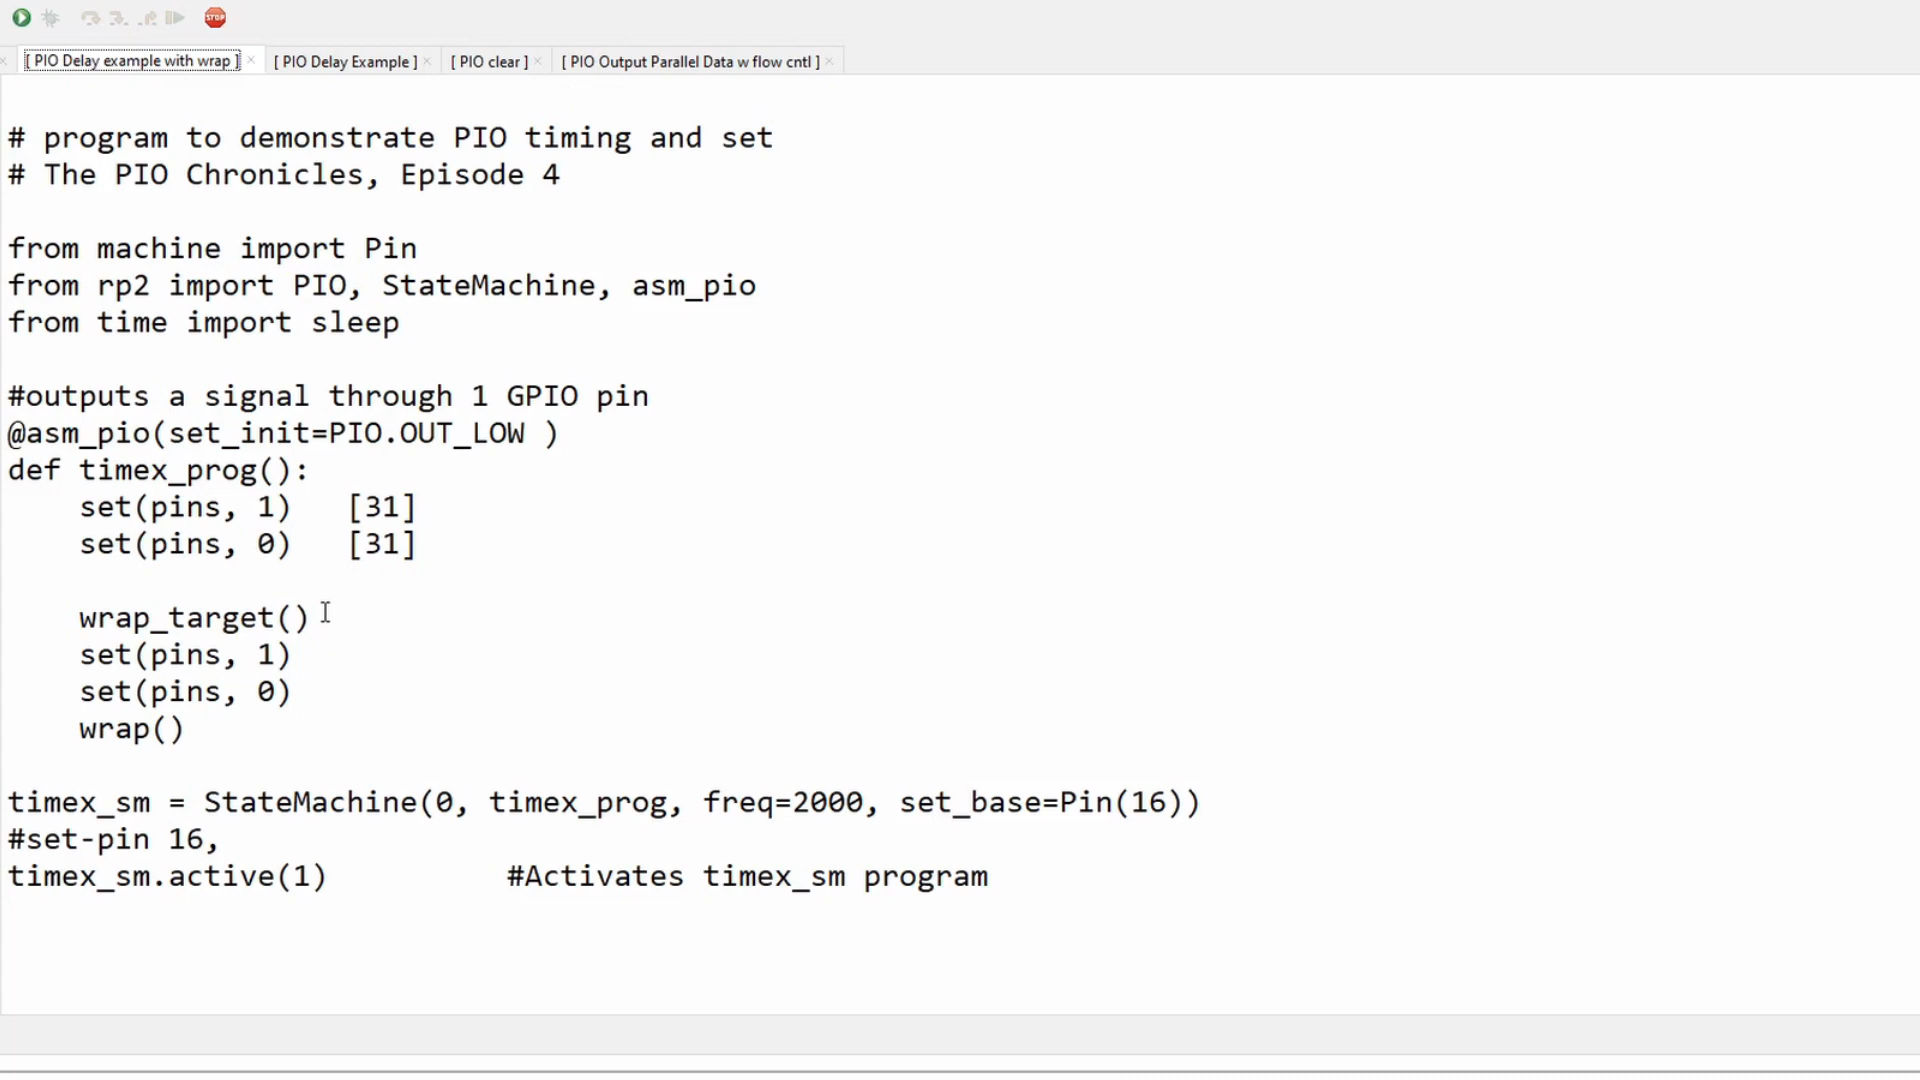 STOP
[ PIO Delay example with wrap ] × [ PIO Delay Example ] × [ PIO clear ] × [ PIO Output Parallel Data w flow cntl ] ×
# program to demonstrate PIO timing and set
# The PIO Chronicles, Episode 4
from machine import Pin
from rp2 import PIO, StateMachine, asm_pio
from time import sleep
#outputs a signal through 1 GPIO pin
@asm_pio(set_init=PIO.OUT_LOW )
def timex_prog():
    set(pins, 1)   [31]
    set(pins, 0)   [31]
    wrap_target()
    set(pins, 1)
    set(pins, 0)
    wrap()
timex_sm = StateMachine(0, timex_prog, freq=2000, set_base=Pin(16))
#set-pin 16,
timex_sm.active(1)          #Activates timex_sm program